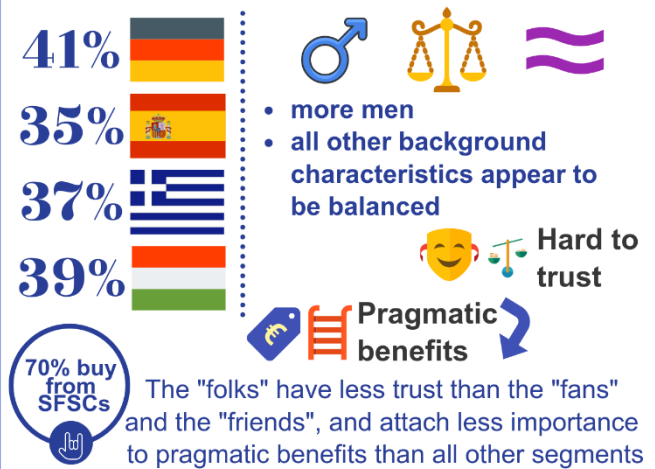 41%
35%
37%
39%
• more men
• all other background
characteristics appear to
be balanced
Hard to
trust
€
Pragmatic
benefits
70% buy
from
SFSCs
The "folks" have less trust than the "fans"
and the "friends", and attach less importance
to pragmatic benefits than all other segments